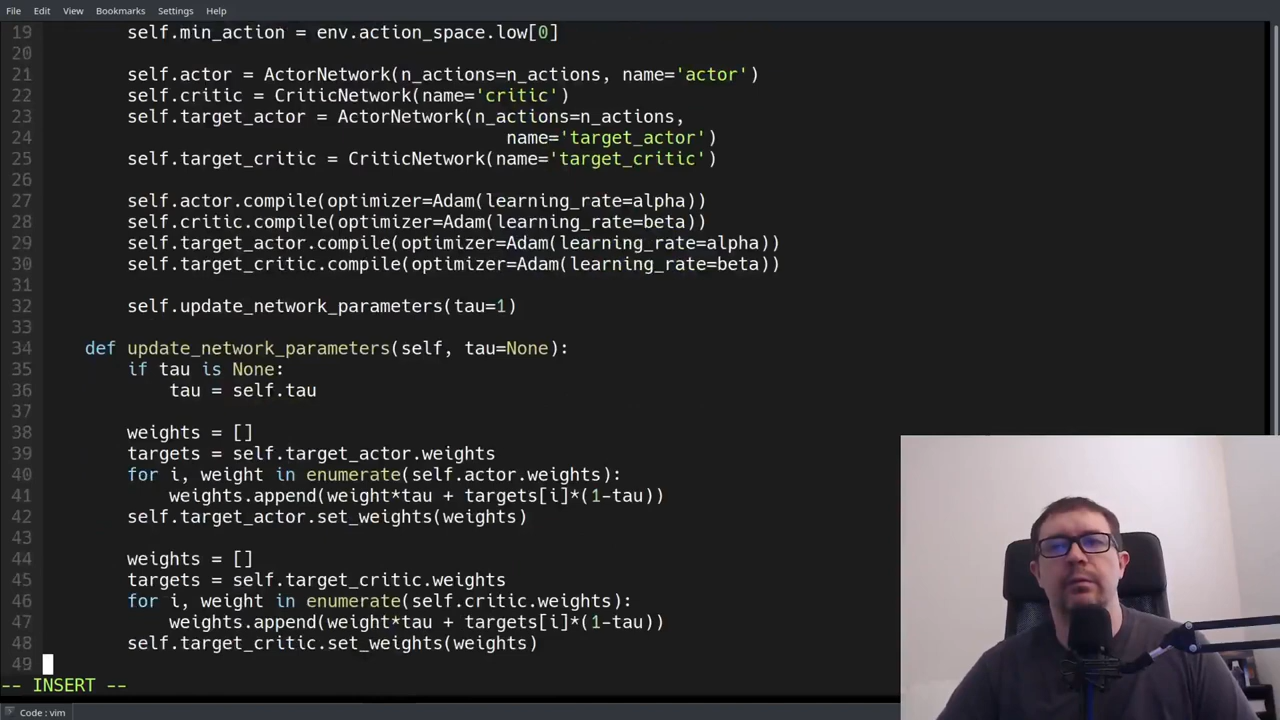 File Edit View Bookmarks Settings Help
19         self.min_action = env.action_space.low[0]
20
21         self.actor = ActorNetwork(n_actions=n_actions, name='actor')
22         self.critic = CriticNetwork(name='critic')
23         self.target_actor = ActorNetwork(n_actions=n_actions,
24                                             name='target_actor')
25         self.target_critic = CriticNetwork(name='target_critic')
26
27         self.actor.compile(optimizer=Adam(learning_rate=alpha))
28         self.critic.compile(optimizer=Adam(learning_rate=beta))
29         self.target_actor.compile(optimizer=Adam(learning_rate=alpha))
30         self.target_critic.compile(optimizer=Adam(learning_rate=beta))
31
32         self.update_network_parameters(tau=1)
33
34     def update_network_parameters(self, tau=None):
35         if tau is None:
36             tau = self.tau
37
38         weights = []
39         targets = self.target_actor.weights
40         for i, weight in enumerate(self.actor.weights):
41             weights.append(weight*tau + targets[i]*(1-tau))
42         self.target_actor.set_weights(weights)
43
44         weights = []
45         targets = self.target_critic.weights
46         for i, weight in enumerate(self.critic.weights):
47             weights.append(weight*tau + targets[i]*(1-tau))
48         self.target_critic.set_weights(weights)
49
-- INSERT --
Code : vim